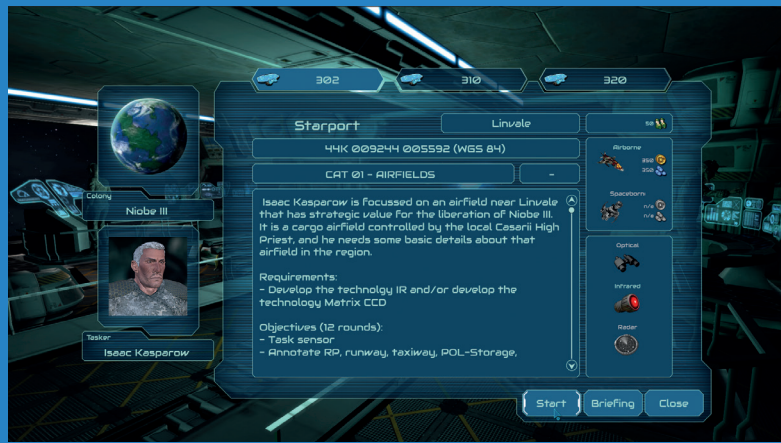 302
310
320
Starport
Linvale
50
44K 009244 005592 (WGS 84)
CAT 01 - AIRFIELDS
-
Isaac Kasparow is focussed on an airfield near Linvale
that has strategic value for the liberation of Niobe III.
It is a cargo airfield controlled by the local Casarii High
Priest, and he needs some basic details about that
airfield in the region.
Requirements:
- Develop the technolgy IR and/or develop the
technology Matrix CCD
Objectives (12 rounds):
- Task sensor
- Annotate RP, runway, taxiway, POL-Storage,
Airborne
350
350
Spaceborn
n/a
n/a
Optical
Infrared
Radar
Colony
Niobe III
Tasker
Isaac Kasparow
Start
Briefing
Close